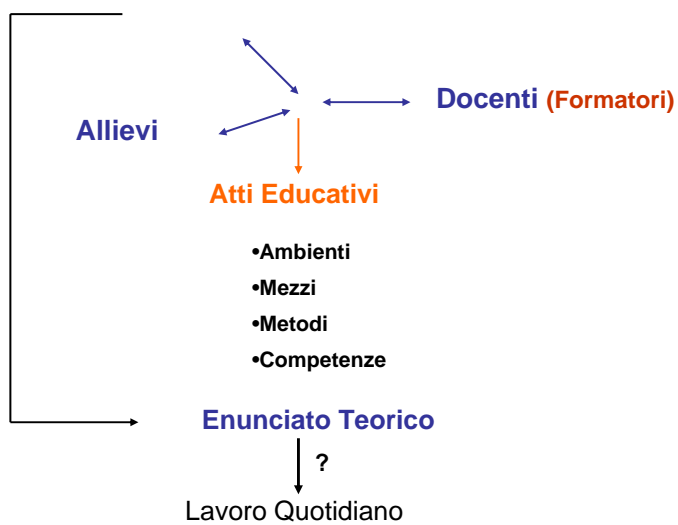 Docenti (Formatori)
Allievi
Atti Educativi
•Ambienti
•Mezzi
•Metodi
•Competenze
Enunciato Teorico
?
Lavoro Quotidiano